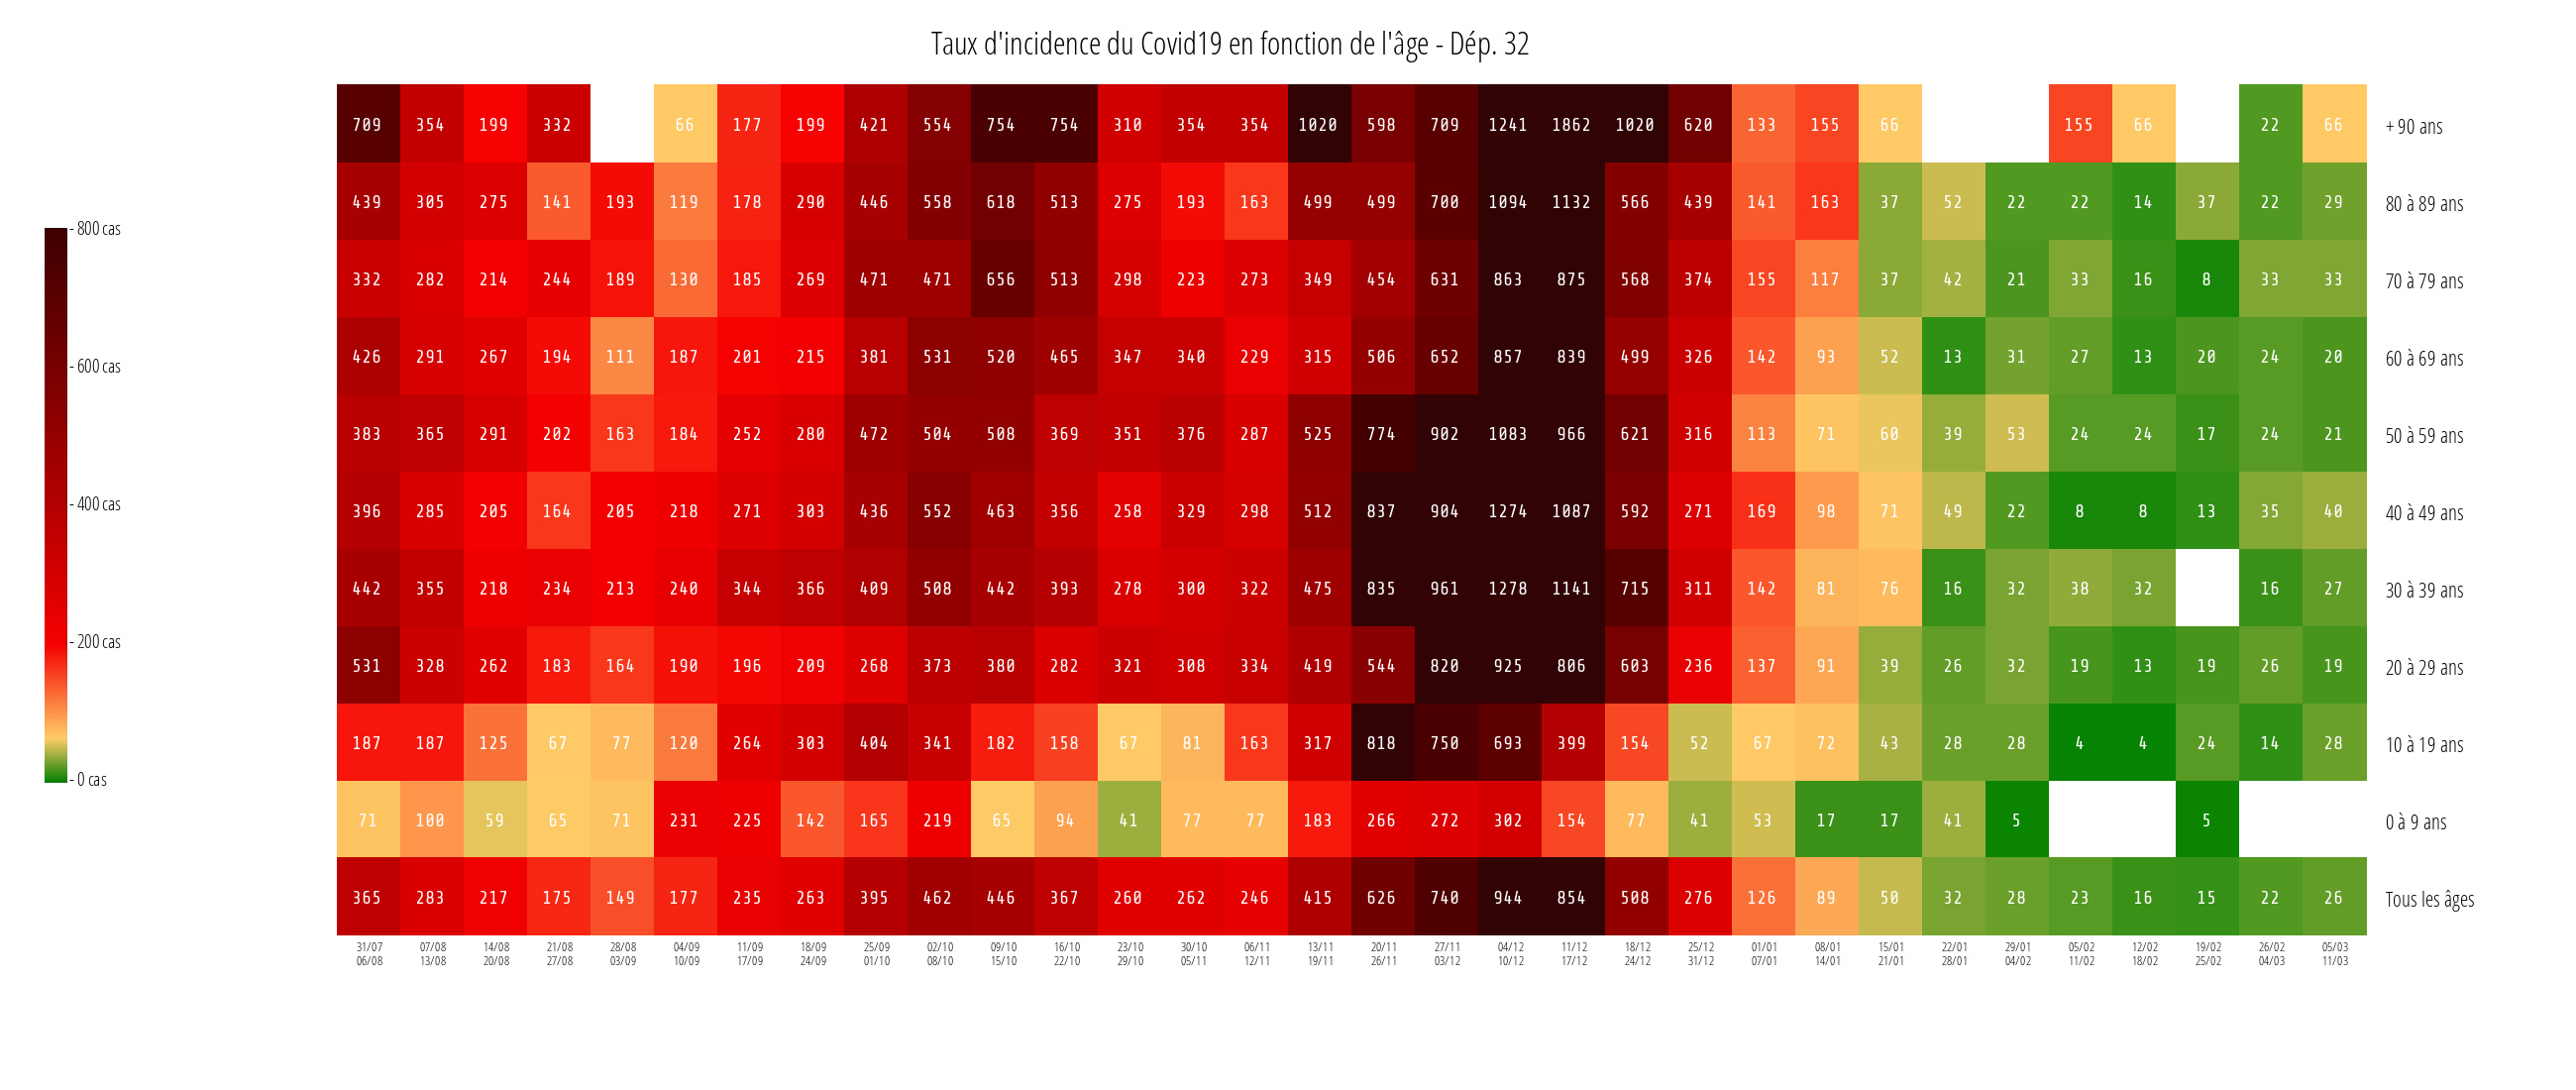 Taux d'incidence du Covid19 en fonction de l'âge - Dép. 32
- 800 cas
- 600 cas
- 400 cas
- 200 cas
- 0 cas
709 354 199 332 66 177 199 421 554 754 754 310 354 354 1020 598 709 1241 1862 1020 620 133 155 66 155 66 22 66 + 90 ans
439 305 275 141 193 119 178 290 446 558 618 513 275 193 163 499 499 700 1094 1132 566 439 141 163 37 52 22 22 14 37 22 29 80 à 89 ans
332 282 214 244 189 130 185 269 471 471 656 513 298 223 273 349 454 631 863 875 568 374 155 117 37 42 21 33 16 8 33 33 70 à 79 ans
426 291 267 194 111 187 201 215 381 531 520 465 347 340 229 315 506 652 857 839 499 326 142 93 52 13 31 27 13 20 24 20 60 à 69 ans
383 365 291 202 163 184 252 280 472 504 508 369 351 376 287 525 774 902 1083 966 621 316 113 71 60 39 53 24 24 17 24 21 50 à 59 ans
396 285 205 164 205 218 271 303 436 552 463 356 258 329 298 512 837 904 1274 1087 592 271 169 98 71 49 22 8 8 13 35 40 40 à 49 ans
442 355 218 234 213 240 344 366 409 508 442 393 278 300 322 475 835 961 1278 1141 715 311 142 81 76 16 32 38 32 16 27 30 à 39 ans
531 328 262 183 164 190 196 209 268 373 380 282 321 308 334 419 544 820 925 806 603 236 137 91 39 26 32 19 13 19 26 19 20 à 29 ans
187 187 125 67 77 120 264 303 404 341 182 158 67 81 163 317 818 750 693 399 154 52 67 72 43 28 28 4 4 24 14 28 10 à 19 ans
71 100 59 65 71 231 225 142 165 219 65 94 41 77 77 183 266 272 302 154 77 41 53 17 17 41 5 5 0 à 9 ans
365 283 217 175 149 177 235 263 395 462 446 367 260 262 246 415 626 740 944 854 508 276 126 89 50 32 28 23 16 15 22 26 Tous les âges
31/07 07/08 14/08 21/08 28/08 04/09 11/09 18/09 25/09 02/10 09/10 16/10 23/10 30/10 06/11 13/11 20/11 27/11 04/12 11/12 18/12 25/12 01/01 08/01 15/01 22/01 29/01 05/02 12/02 19/02 26/02 05/03
06/08 13/08 20/08 27/08 03/09 10/09 17/09 24/09 01/10 08/10 15/10 22/10 29/10 05/11 12/11 19/11 26/11 03/12 10/12 17/12 24/12 31/12 07/01 14/01 21/01 28/01 04/02 11/02 18/02 25/02 04/03 11/03